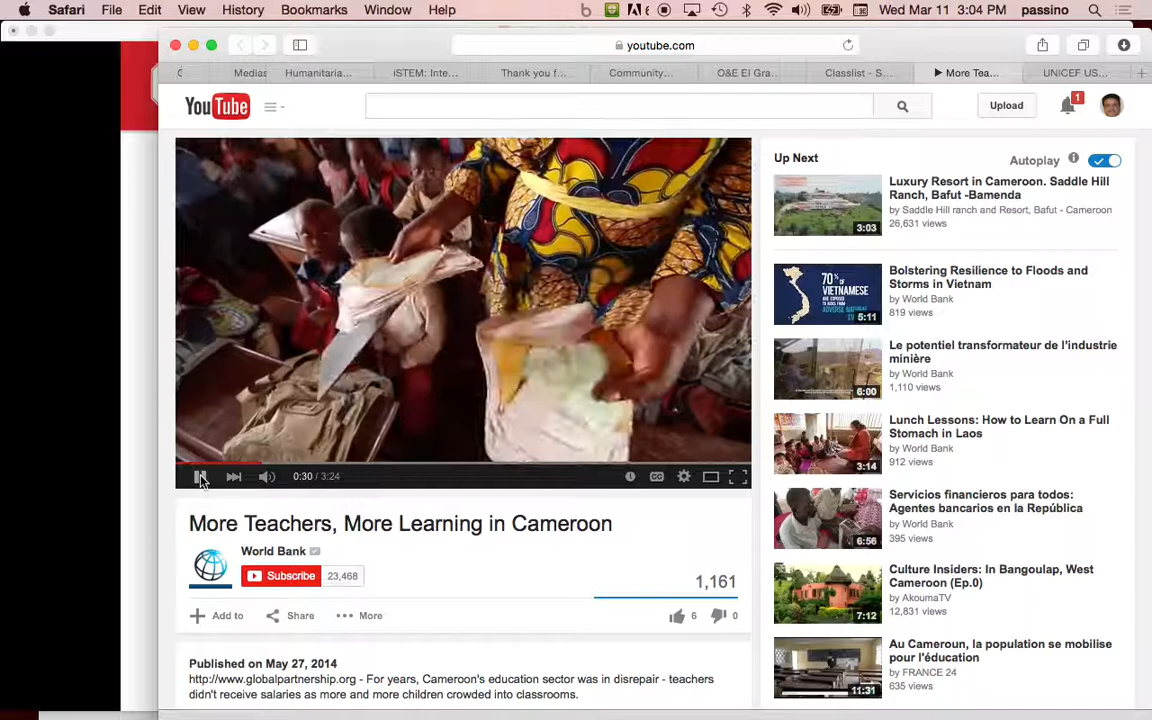 Safari File Edit View History Bookmarks Window Help Wed Mar 11 3:04 PM passino
youtube.com
Medias Humanitaria... iSTEM: Inte... Thank you f... Community... O&E El Gra... Classlist - S... ▶ More Tea... UNICEF US...
YouTube Upload 1
Up Next Autoplay
Luxury Resort in Cameroon. Saddle Hill
Ranch, Bafut -Bamenda
by Saddle Hill ranch and Resort, Bafut - Cameroon
26,631 views
3:03
70% OF
VIETNAMESE
5:11
Bolstering Resilience to Floods and
Storms in Vietnam
by World Bank
819 views
Le potentiel transformateur de l'industrie
minière
by World Bank
1,110 views
6:00
Lunch Lessons: How to Learn On a Full
Stomach in Laos
by World Bank
912 views
3:14
Servicios financieros para todos:
Agentes bancarios en la República
by World Bank
395 views
6:56
Culture Insiders: In Bangoulap, West
Cameroon (Ep.0)
by AkoumaTV
12,831 views
7:12
Au Cameroun, la population se mobilise
pour l'éducation
by FRANCE 24
635 views
11:31
0:30 / 3:24 CC
More Teachers, More Learning in Cameroon
World Bank
Subscribe 23,468
1,161
Add to Share More 6 0
Published on May 27, 2014
http://www.globalpartnership.org - For years, Cameroon's education sector was in disrepair - teachers
didn't receive salaries as more and more children crowded into classrooms.